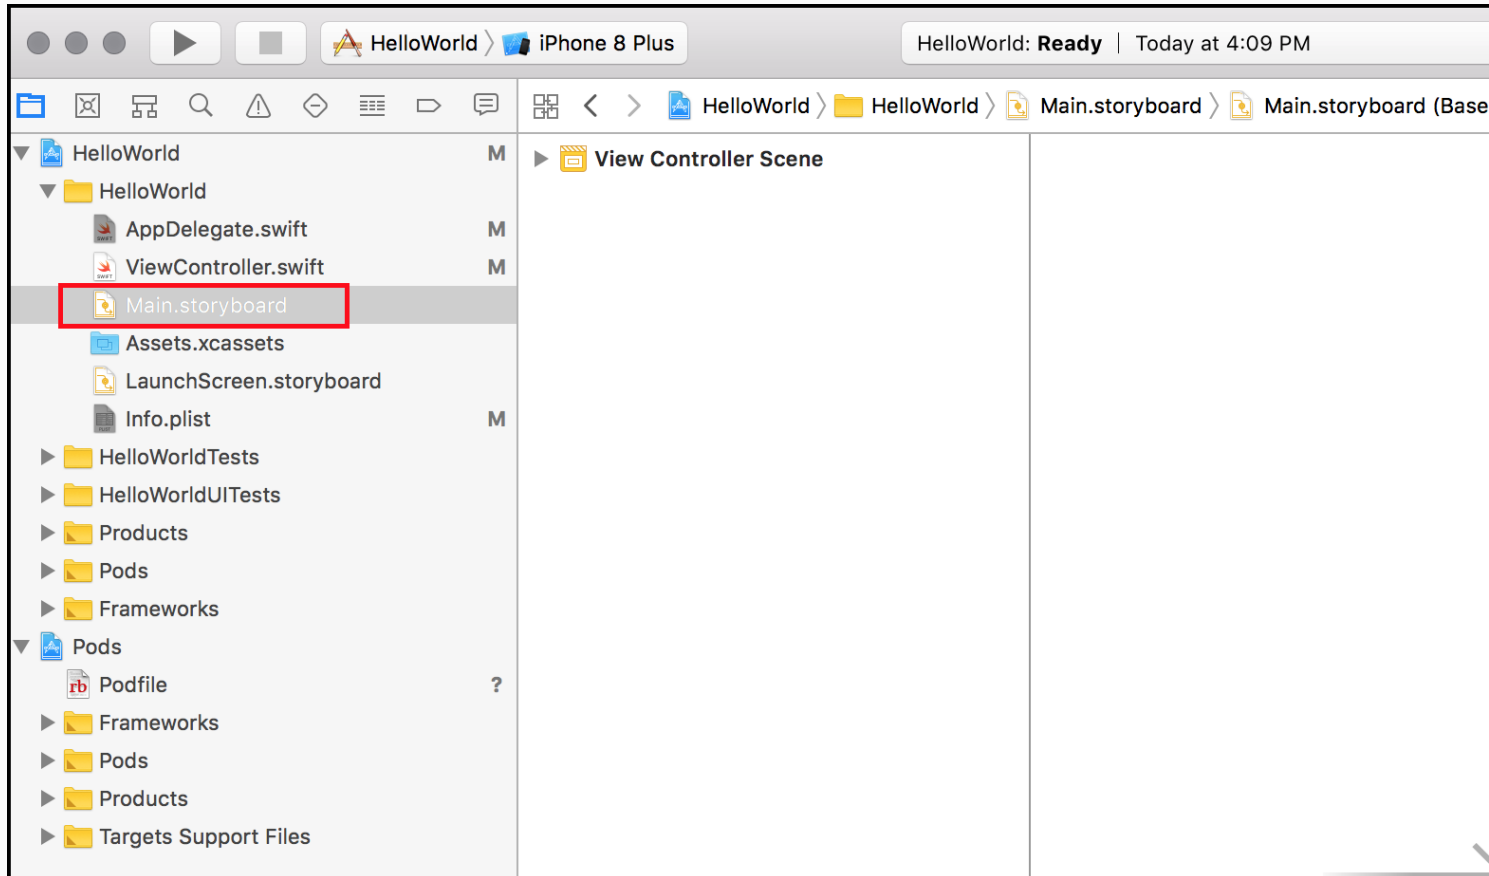 HelloWorld iPhone 8 Plus HelloWorld: Ready | Today at 4:09 PM
HelloWorld HelloWorld Main.storyboard Main.storyboard (Base
HelloWorld M
HelloWorld
AppDelegate.swift M
ViewController.swift M
Main.storyboard
Assets.xcassets
LaunchScreen.storyboard
Info.plist M
HelloWorldTests
HelloWorldUITests
Products
Pods
Frameworks
Pods
rb Podfile ?
Frameworks
Pods
Products
Targets Support Files
View Controller Scene